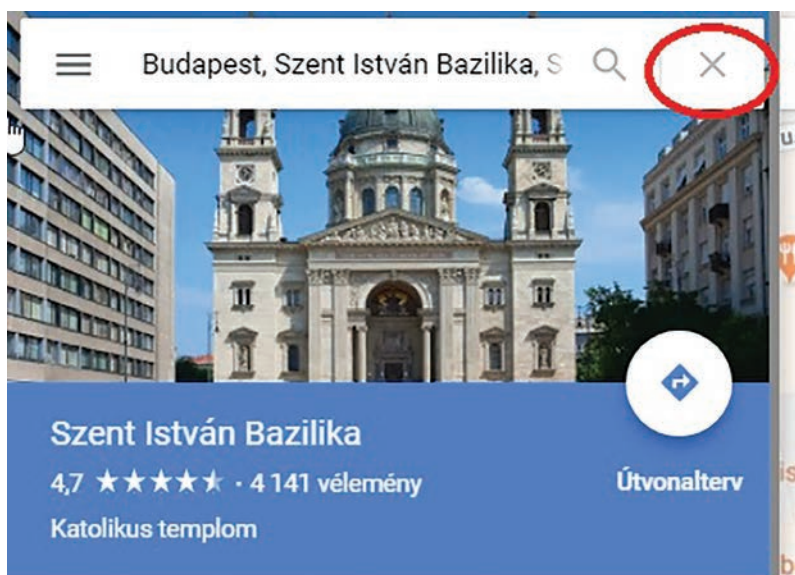 Budapest, Szent István Bazilika, S
Szent István Bazilika
4,7 · 4 141 vélemény
Útvonalterv
Katolikus templom